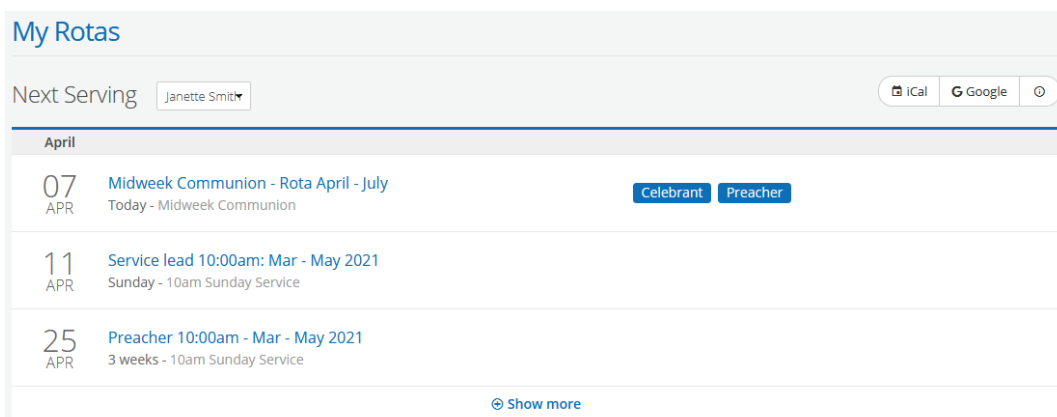 My Rotas
Next Serving Janette Smith iCal G Google
April
07 Midweek Communion - Rota April - July Celebrant Preacher
APR Today - Midweek Communion
11 Service lead 10:00am: Mar - May 2021
APR Sunday - 10am Sunday Service
25 Preacher 10:00am - Mar - May 2021
APR 3 weeks - 10am Sunday Service
Show more